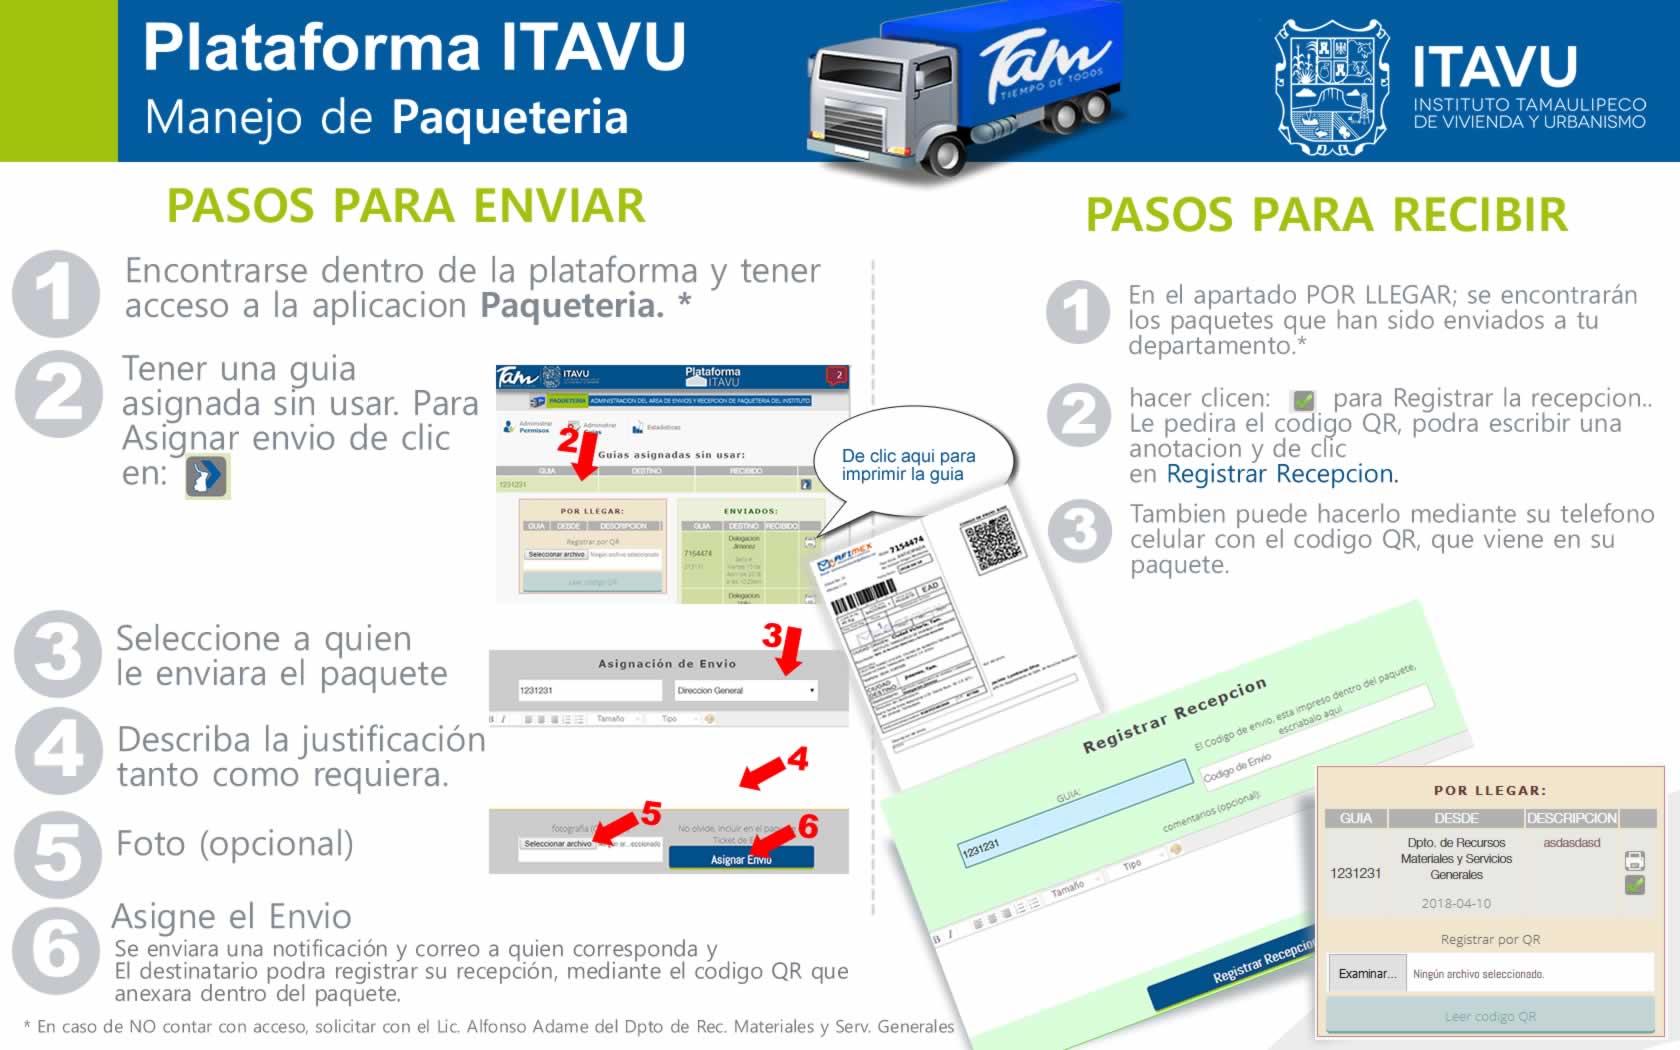 Plataforma ITAVU
Manejo de Paqueteria
Tam
TIEMPO DE TODOS
ITAVU
INSTITUTO TAMAULIPECO
DE VIVIENDA Y URBANISMO
PASOS PARA ENVIAR
1
Encontrarse dentro de la plataforma y tener
acceso a la aplicacion Paqueteria. *
2
Tener una guia
asignada sin usar. Para
Asignar envio de clic
en:
Tam
ITAVU
Plataforma
ITAVU
2
PAQUETERIA ADMINISTRACION DEL AREA DE ENVIOS Y RECEPCION DE PAQUETERIA DEL INSTITUTO
Administrar
Permisos
Administrar
Guias
Estadisticas
2
Guias asignadas sin usar:
GUIA DESTINO RECIBIDO
1231231
POR LLEGAR:
GUIA DESDE DESCRIPCION
Registrar por QR
Seleccionar archivo Ningún archivo seleccionado
Leer codigo QR
ENVIADOS:
GUIA DESTINO RECIBIDO
7154474
Delegacion
Jimenez
Delegacion
De clic aqui para
imprimir la guia
3
Seleccione a quien
le enviara el paquete
4
Describa la justificación
tanto como requiera.
5
Foto (opcional)
6
Asigne el Envio
Se enviara una notificación y correo a quien corresponda y
El destinatario podra registrar su recepción, mediante el codigo QR que
anexara dentro del paquete.
3
Asignación de Envio
1231231
Direccion General
B I Tamaño Tipo
4
5
6
No olvide, incluir en el
Ticket de
Seleccionar archivo
Asignar Envio
* En caso de NO contar con acceso, solicitar con el Lic. Alfonso Adame del Dpto de Rec. Materiales y Serv. Generales
PASOS PARA RECIBIR
1
En el apartado POR LLEGAR; se encontrarán
los paquetes que han sido enviados a tu
departamento.*
2
hacer clicen: para Registrar la recepcion..
Le pedira el codigo QR, podra escribir una
anotacion y de clic
en Registrar Recepcion.
3
Tambien puede hacerlo mediante su telefono
celular con el codigo QR, que viene en su
paquete.
7154474
EAD
Ciudad Victoria, Tam.
CIUDAD
DESTINO
Jimenez, Tam.
Registrar Recepcion
El Codigo de envio, esta impreso dentro del paquete,
escriabalo aqui
GUIA:
1231231
Codigo de Envio
comentarios (opcional):
B I Tamaño Tipo
Registrar Recepcio
POR LLEGAR:
GUIA DESDE DESCRIPCION
1231231
Dpto. de Recursos
Materiales y Servicios
Generales
2018-04-10
asdasdasd
Registrar por QR
Examinar... Ningún archivo seleccionado.
Leer codigo QR